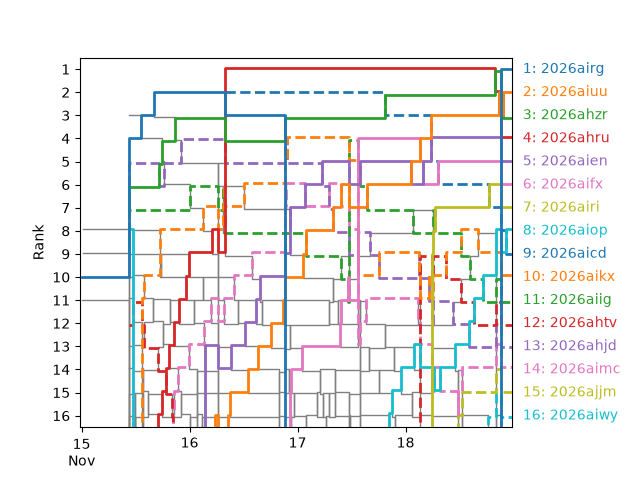 1
2
3
4
5
6
7
8
9
10
11
12
13
14
15
16
Rank
15
16
17
18
Nov
1: 2026airg
2: 2026aiuu
3: 2026ahzr
4: 2026ahru
5: 2026aien
6: 2026aifx
7: 2026airi
8: 2026aiop
9: 2026aicd
10: 2026aikx
11: 2026aiig
12: 2026ahtv
13: 2026ahjd
14: 2026aimc
15: 2026ajjm
16: 2026aiwy